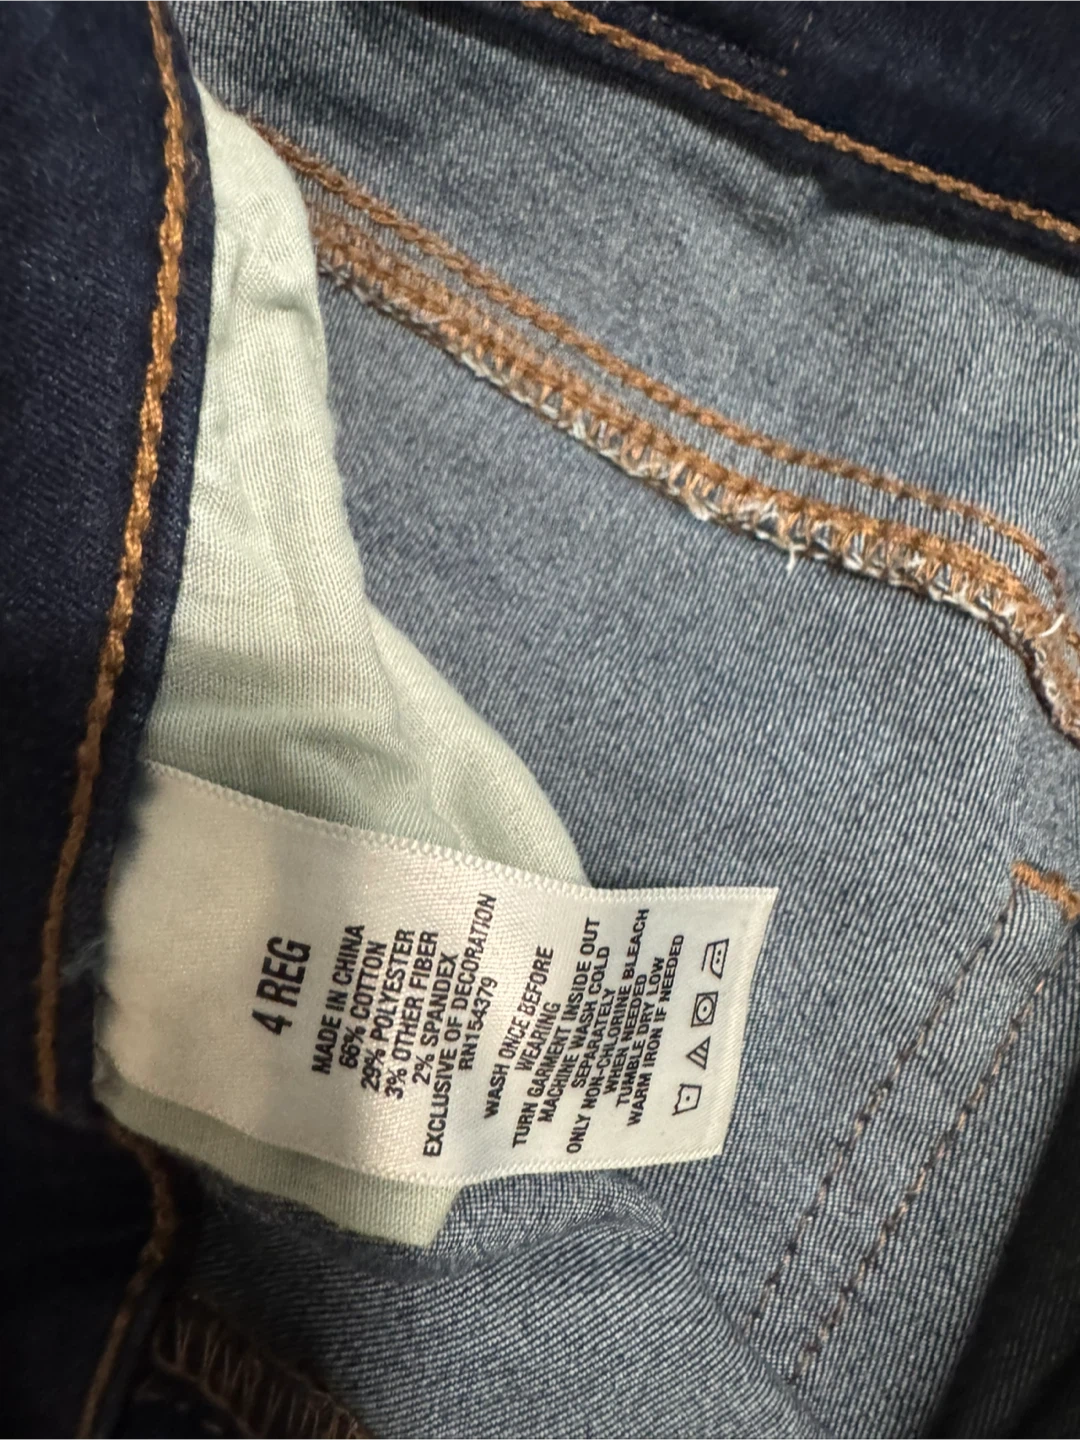 4 REG
MADE IN CHINA
66% COTTON
29% POLYESTER
3% OTHER FIBER
2% SPANDEX
EXCLUSIVE OF DECORATION
RN154379
WASH ONCE BEFORE
WEARING
TURN GARMENT INSIDE OUT
MACHINE WASH COLD
SEPARATELY
ONLY NON-CHLORINE BLEACH
WHEN NEEDED
TUMBLE DRY LOW
WARM IRON IF NEEDED